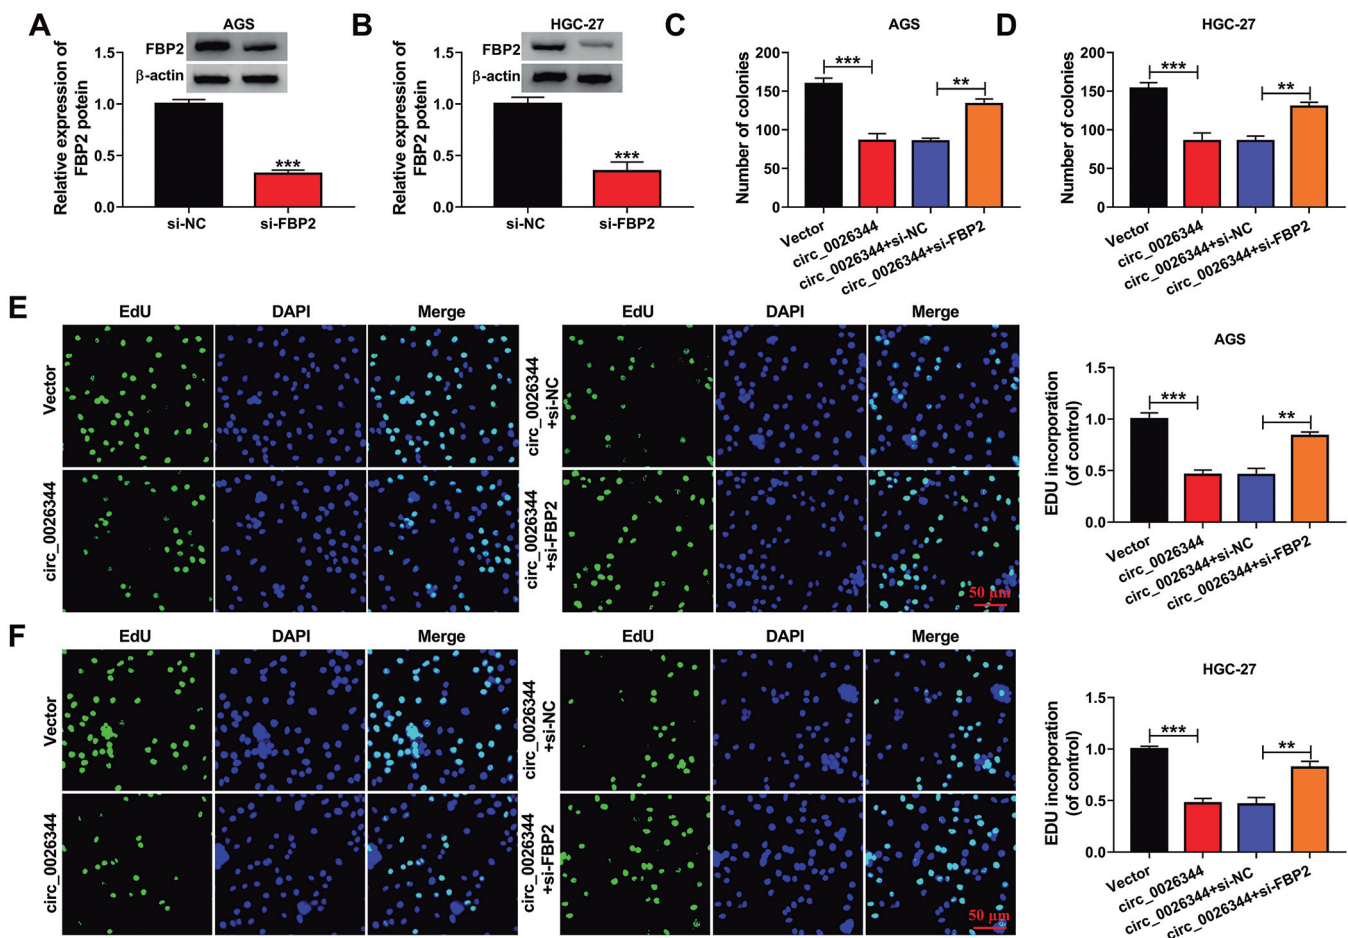 A
AGS
FBP2
β-actin
Relative expression of
FBP2 potein
1.5
1.0
0.5
0.0
***
si-NC
si-FBP2
B
HGC-27
FBP2
β-actin
Relative expression of
FBP2 potein
1.5
1.0
0.5
0.0
***
si-NC
si-FBP2
C
AGS
Number of colonies
200
150
100
50
0
***
**
Vector
circ_0026344
circ_0026344+si-NC
circ_0026344+si-FBP2
D
HGC-27
Number of colonies
200
150
100
50
0
***
**
Vector
circ_0026344
circ_0026344+si-NC
circ_0026344+si-FBP2
E
EdU
DAPI
Merge
EdU
DAPI
Merge
Vector
circ_0026344
circ_0026344
+si-NC
circ_0026344
+si-FBP2
50 μm
AGS
EDU incorporation
(of control)
1.5
1.0
0.5
0.0
***
**
Vector
circ_0026344
circ_0026344+si-NC
circ_0026344+si-FBP2
F
EdU
DAPI
Merge
EdU
DAPI
Merge
Vector
circ_0026344
circ_0026344
+si-NC
circ_0026344
+si-FBP2
50 μm
HGC-27
EDU incorporation
(of control)
1.5
1.0
0.5
0.0
***
**
Vector
circ_0026344
circ_0026344+si-NC
circ_0026344+si-FBP2